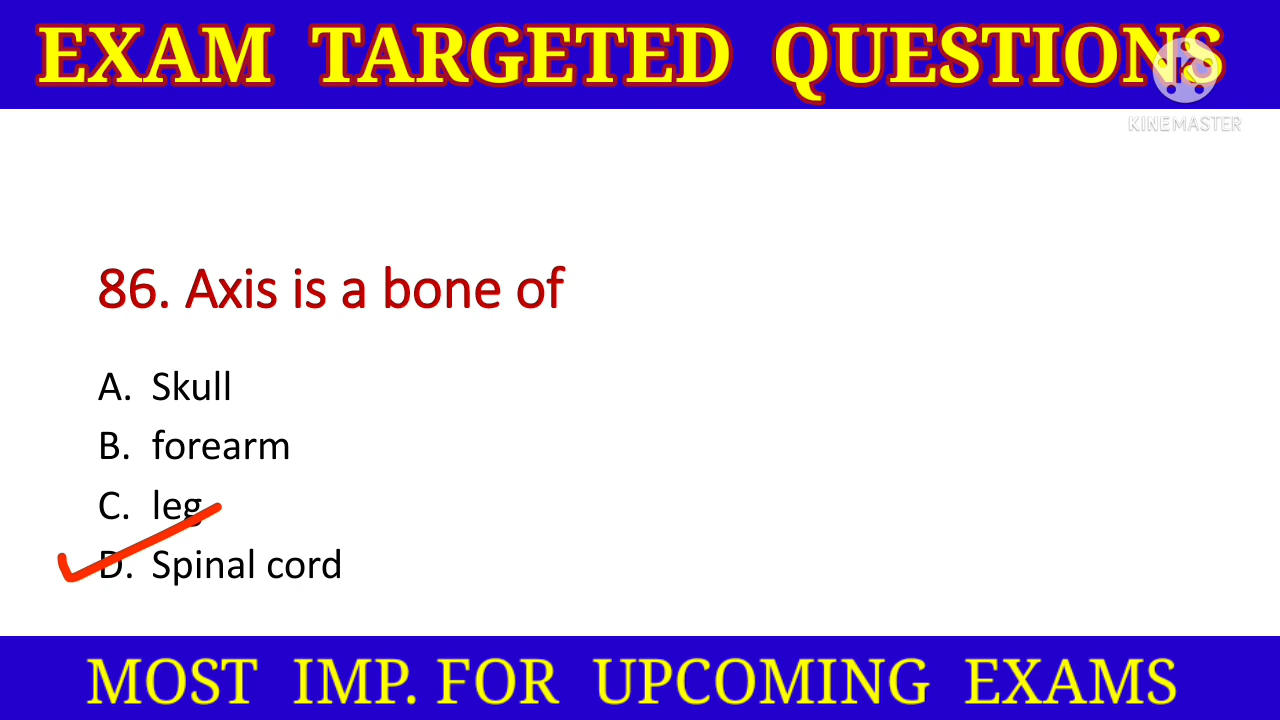 EXAM TARGETED QUESTIONS
KINEMASTER
86. Axis is a bone of
A. Skull
B. forearm
C. leg
D. Spinal cord
MOST IMP. FOR UPCOMING EXAMS